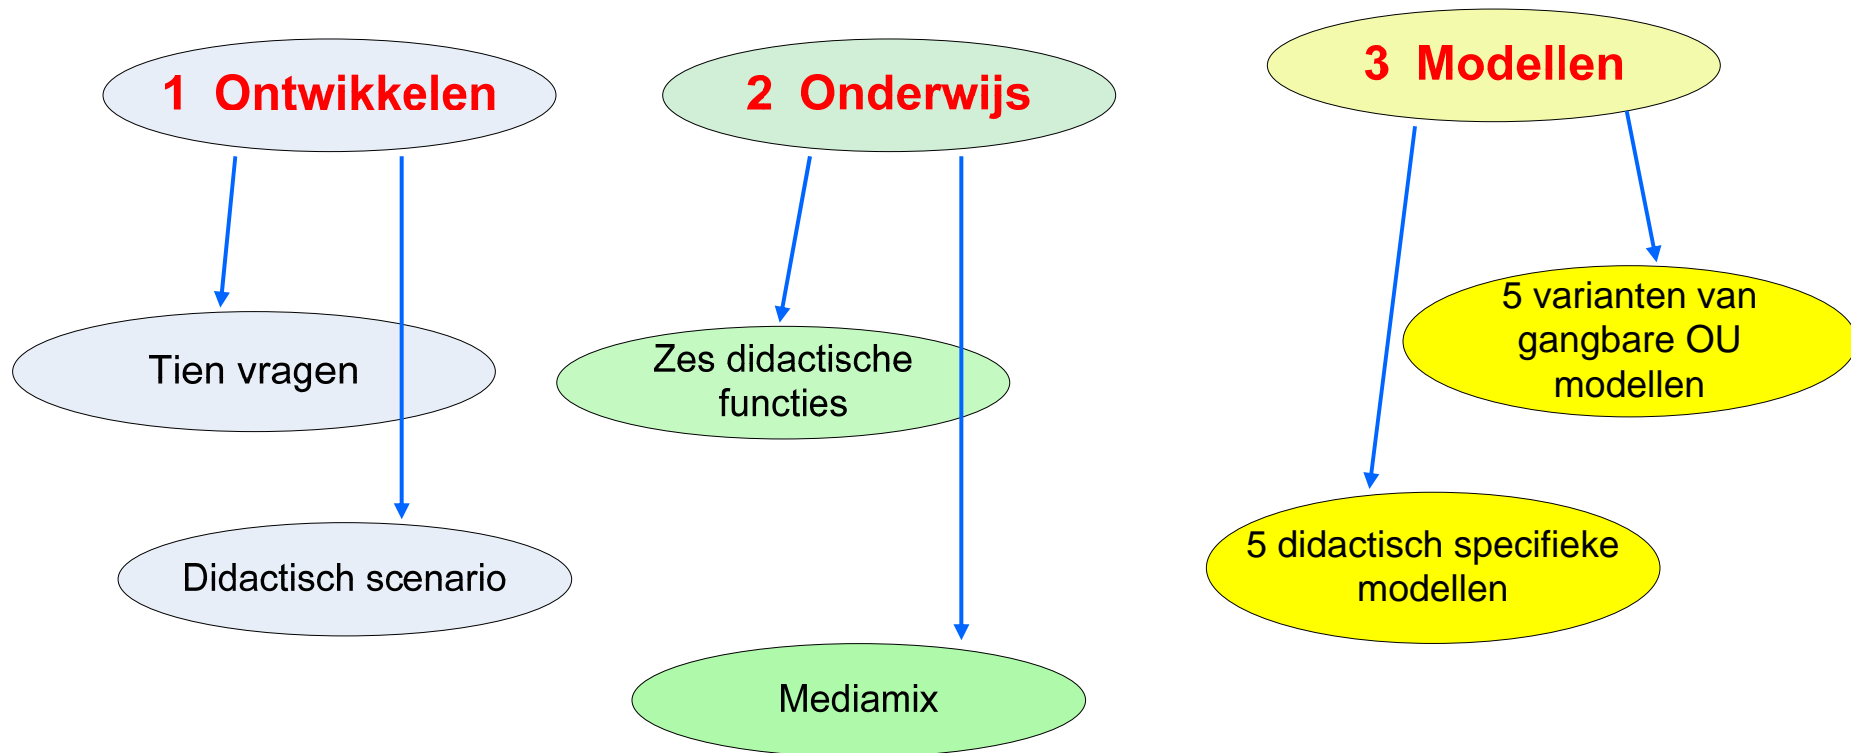 1 Ontwikkelen
Tien vragen
Didactisch scenario
2 Onderwijs
Zes didactische
functies
Mediamix
3 Modellen
5 varianten van
gangbare OU
modellen
5 didactisch specifieke
modellen